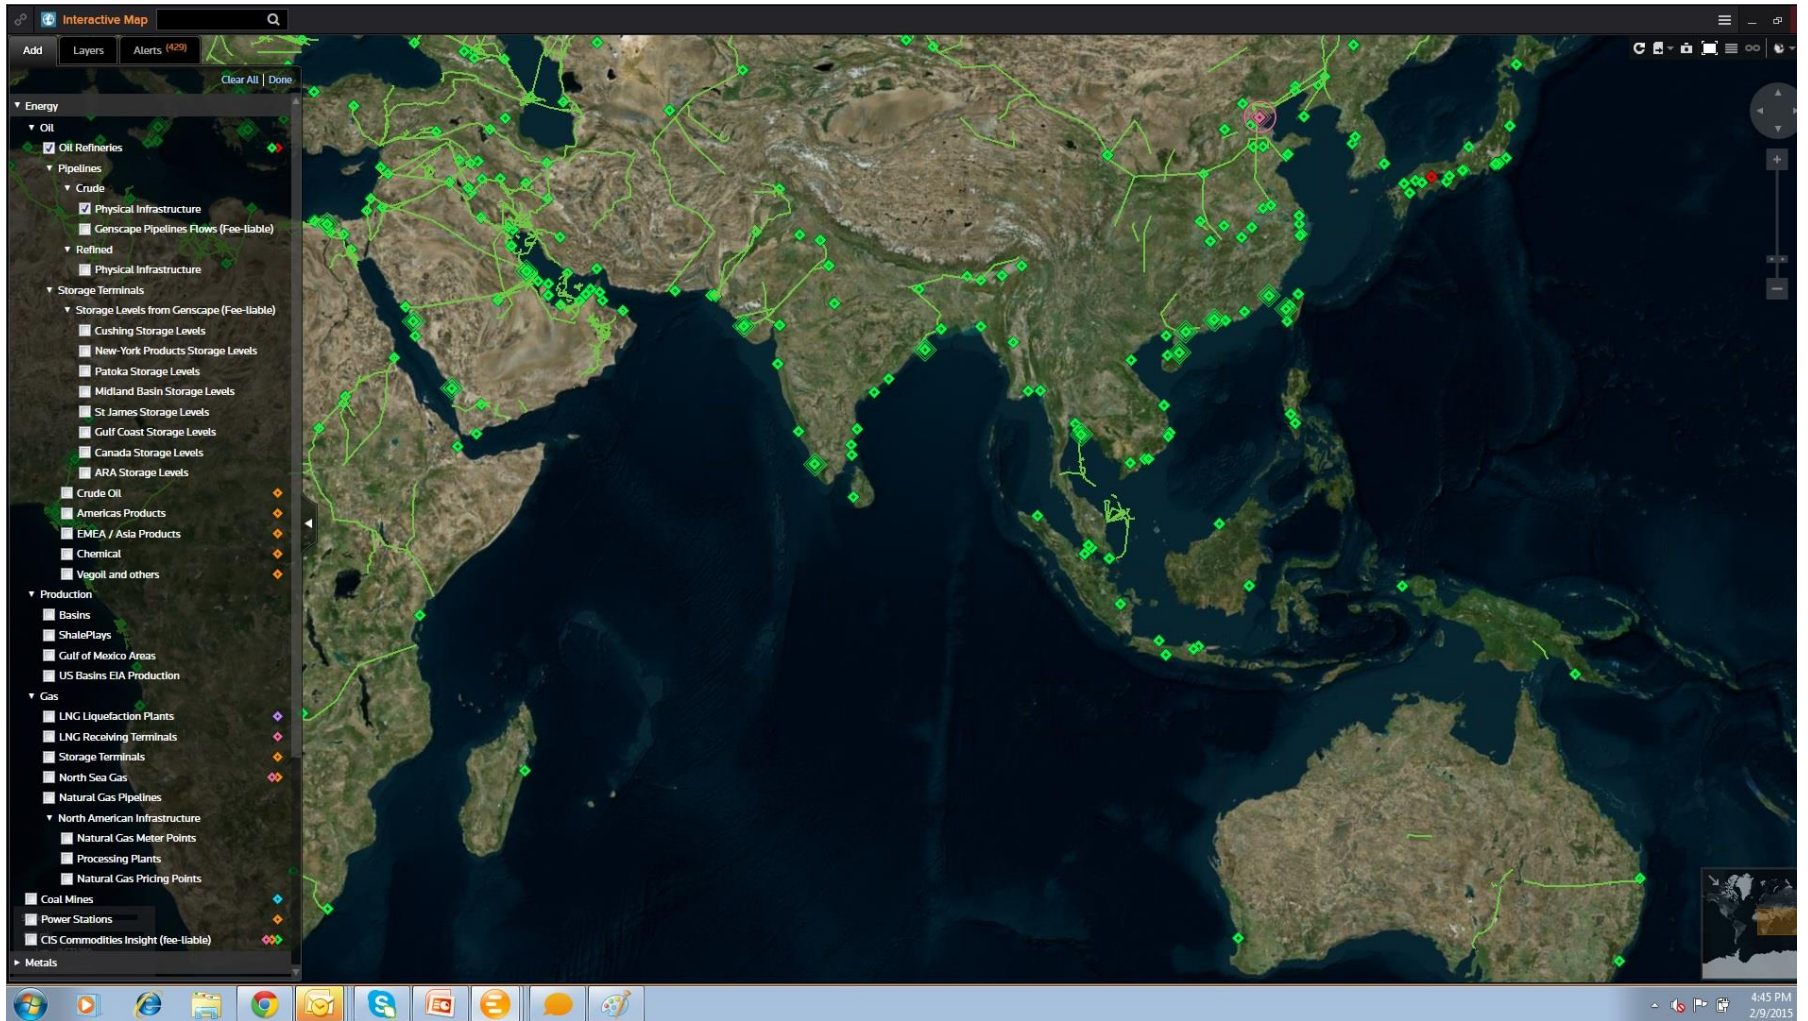 Interactive Map
Add
Layers
Alerts (429)
Clear All | Done
Energy
Oil
Oil Refineries
Pipelines
Crude
Physical Infrastructure
Genscape Pipelines Flows (Fee-liable)
Refined
Physical Infrastructure
Storage Terminals
Storage Levels from Genscape (Fee-liable)
Cushing Storage Levels
New-York Products Storage Levels
Patoka Storage Levels
Midland Basin Storage Levels
St James Storage Levels
Gulf Coast Storage Levels
Canada Storage Levels
ARA Storage Levels
Crude Oil
Americas Products
EMEA / Asia Products
Chemical
Vegoil and others
Production
Basins
ShalePlays
Gulf of Mexico Areas
US Basins EIA Production
Gas
LNG Liquefaction Plants
LNG Receiving Terminals
Storage Terminals
North Sea Gas
Natural Gas Pipelines
North American Infrastructure
Natural Gas Meter Points
Processing Plants
Natural Gas Pricing Points
Coal Mines
Power Stations
CIS Commodities Insight (fee-liable)
Metals
4:45 PM
2/9/2015